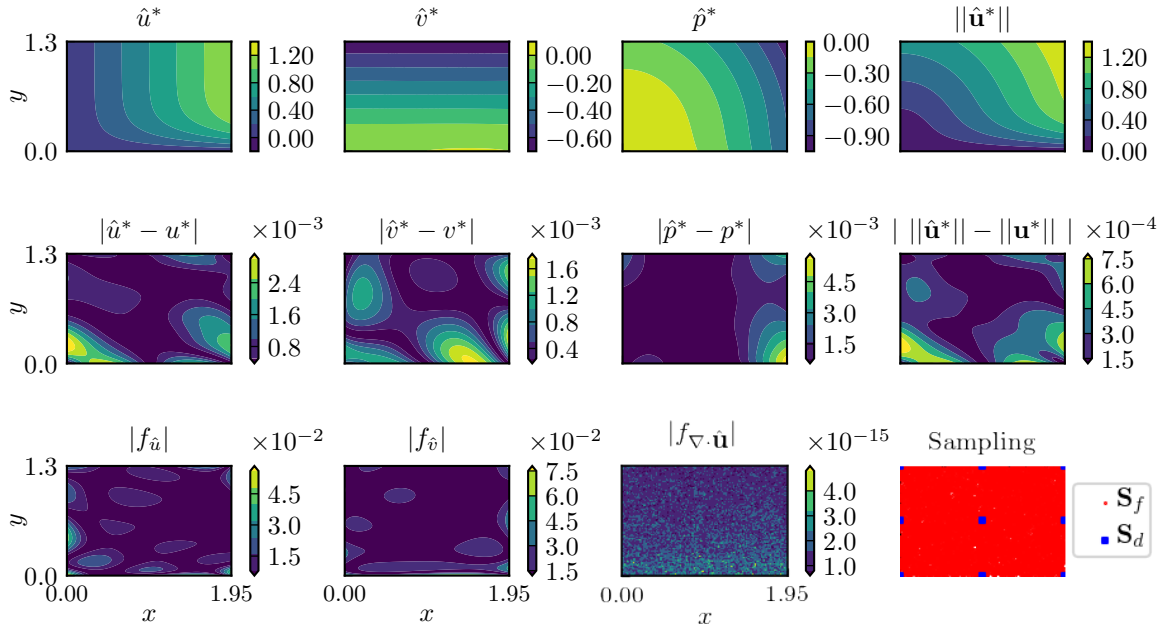 û* v̂* p̂* ||û*||
1.3 1.20 0.00 0.00 1.20
y 0.80 −0.20 −0.30 0.80
0.40 −0.40 −0.60 0.40
0.0 0.00 −0.60 −0.90 0.00
|û* − u*| ×10⁻³ |v̂* − v*| ×10⁻³ |p̂* − p*| ×10⁻³ | ||û*|| − ||u*|| | ×10⁻⁴
1.3 2.4 1.6 4.5 7.5
y 1.6 1.2 3.0 6.0
0.8 0.8 1.5 4.5
0.0 0.4 3.0
1.5
|f_û| ×10⁻² |f_v̂| ×10⁻² |f_∇·û| ×10⁻¹⁵ Sampling
1.3 4.5 7.5 4.0 S_f
y 3.0 6.0 3.0 S_d
1.5 4.5 2.0
0.0 3.0 1.0
1.5
0.00 1.95 0.00 1.95 0.00 1.95
x x x